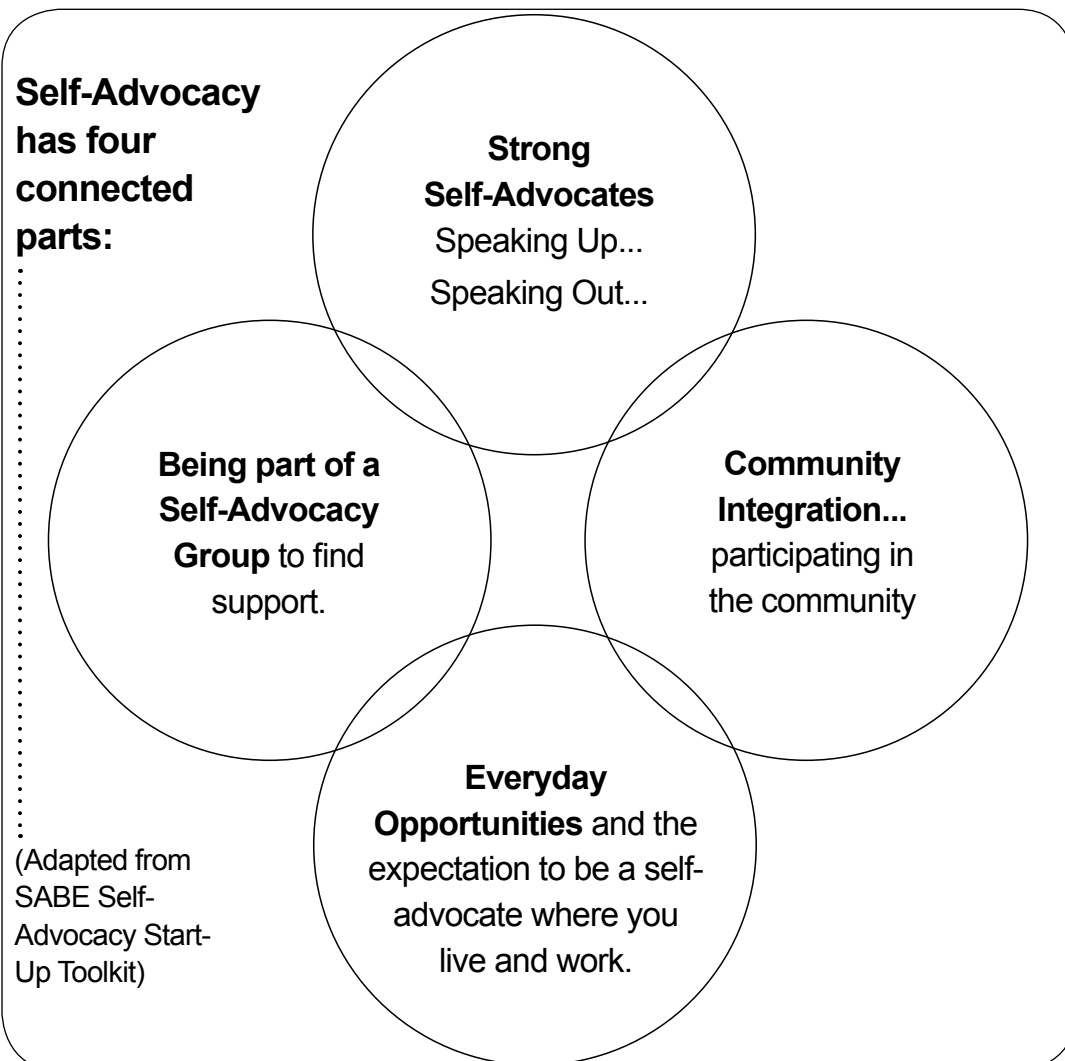 Self-Advocacy
has four
connected
parts:
Strong
Self-Advocates
Speaking Up...
Speaking Out...
Being part of a
Self-Advocacy
Group to find
support.
Community
Integration...
participating in
the community
Everyday
Opportunities and the
expectation to be a self-
advocate where you
live and work.
(Adapted from
SABE Self-
Advocacy Start-
Up Toolkit)